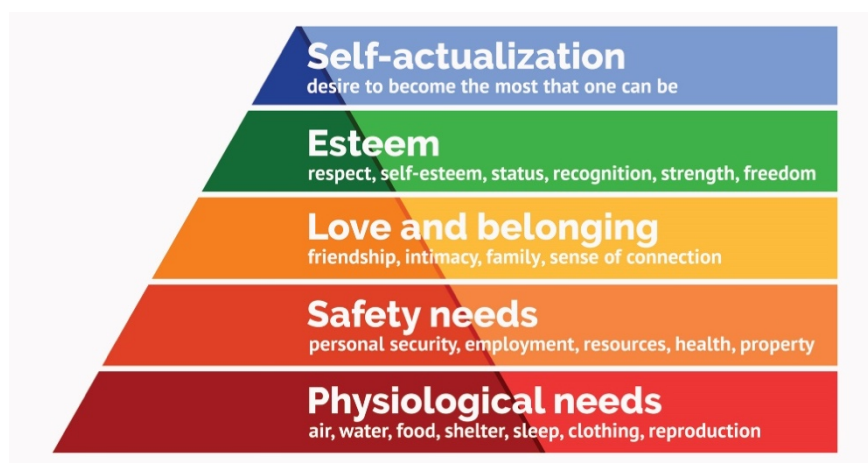 Self-actualization
desire to become the most that one can be
Esteem
respect, self-esteem, status, recognition, strength, freedom
Love and belonging
friendship, intimacy, family, sense of connection
Safety needs
personal security, employment, resources, health, property
Physiological needs
air, water, food, shelter, sleep, clothing, reproduction